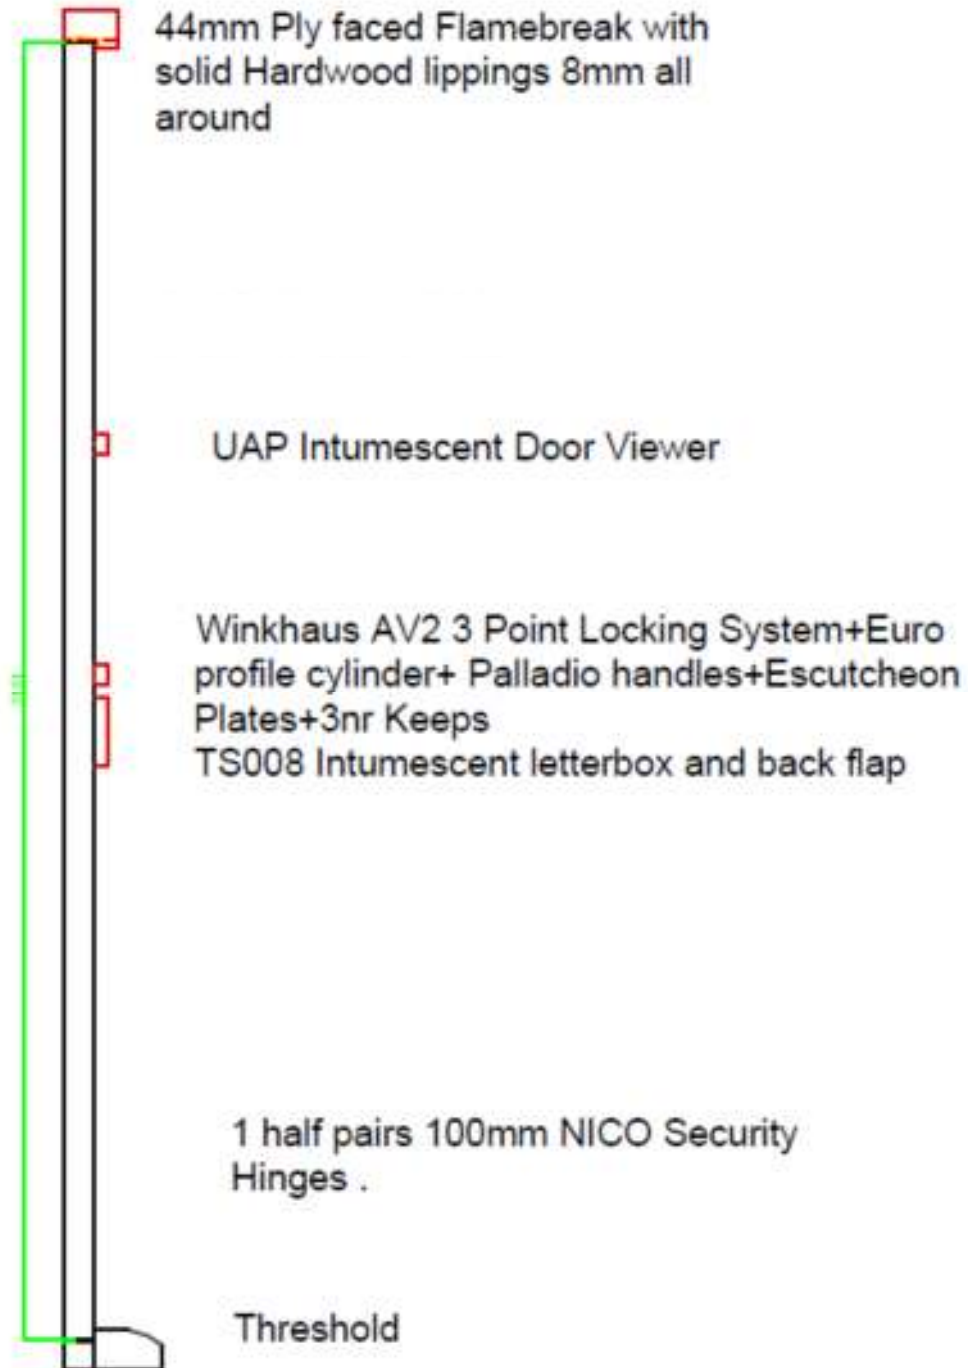 44mm Ply faced Flamebreak with
solid Hardwood lippings 8mm all
around
UAP Intumescent Door Viewer
Winkhaus AV2 3 Point Locking System+Euro
profile cylinder+ Palladio handles+Escutcheon
Plates+3nr Keeps
TS008 Intumescent letterbox and back flap
1 half pairs 100mm NICO Security
Hinges .
Threshold